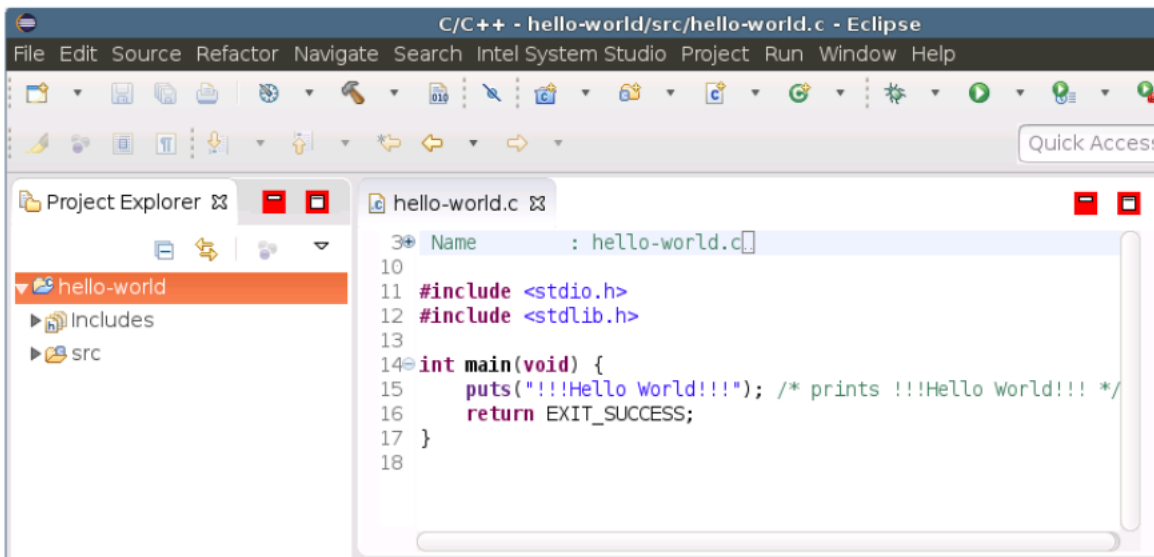 C/C++ - hello-world/src/hello-world.c - Eclipse
File Edit Source Refactor Navigate Search Intel System Studio Project Run Window Help
010
Quick Access
Project Explorer
hello-world
Includes
src
hello-world.c
3 Name : hello-world.c
10
11 #include <stdio.h>
12 #include <stdlib.h>
13
14 int main(void) {
15 puts("!!!Hello World!!!"); /* prints !!!Hello World!!! */
16 return EXIT_SUCCESS;
17 }
18